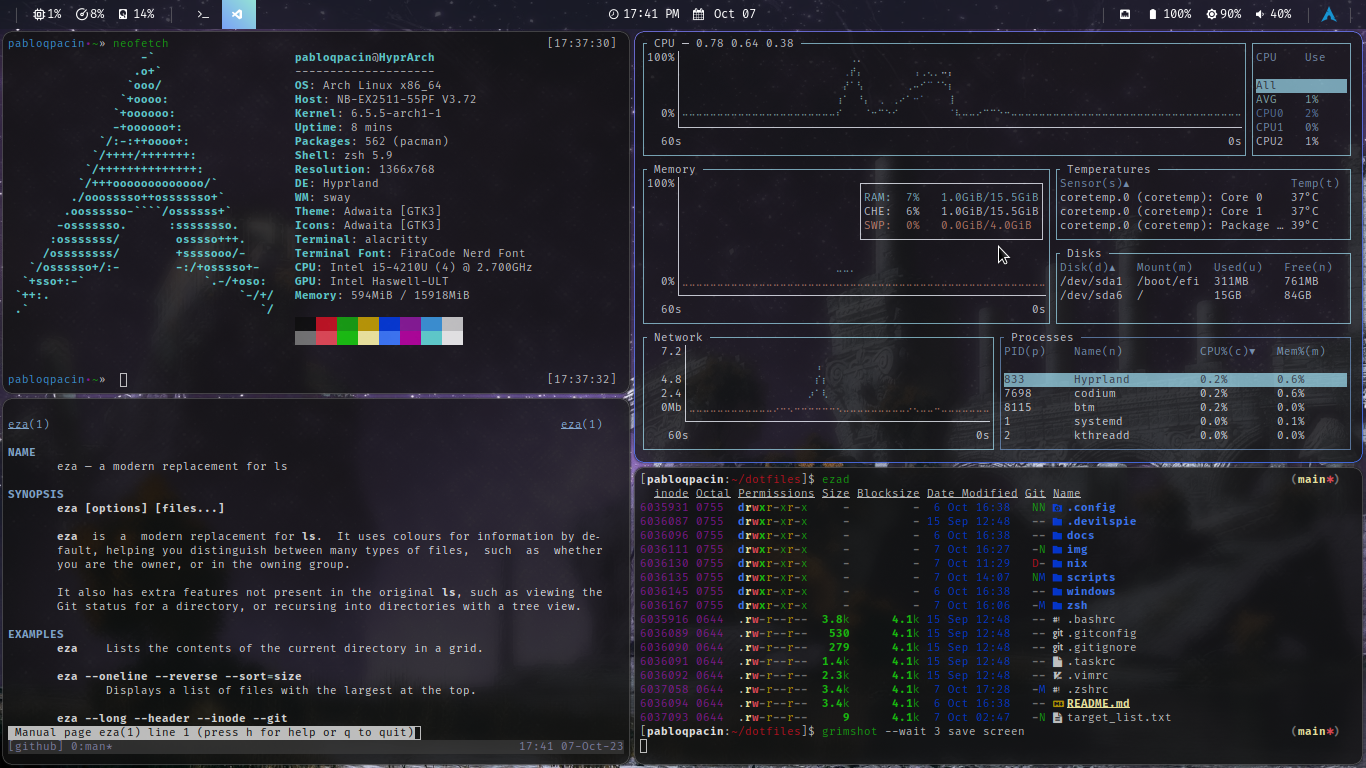 1% 8% 14% >_ 17:41 PM Oct 07 100% 90% 40%
pabloqpacin ~» neofetch [17:37:30]
-`
.o+`
`ooo/
`+oooo:
`+oooooo:
-+oooooo+:
`/:-:++oooo+:
`/++++/+++++++:
`/++++++++++++++:
`/+++ooooooooooooo/`
./ooosssso++osssssso+`
.oossssso-````/ossssss+`
-osssssso. :ssssssso.
:osssssss/ osssso+++.
/ossssssss/ +ssssooo/-
`/ossssso+/:- -:/+osssso+-
`+sso+:-` `.-/+oso:
`++:. `-/+/
.` `/
pabloqpacin@HyprArch
--------------------
OS: Arch Linux x86_64
Host: NB-EX2511-55PF V3.72
Kernel: 6.5.5-arch1-1
Uptime: 8 mins
Packages: 562 (pacman)
Shell: zsh 5.9
Resolution: 1366x768
DE: Hyprland
WM: sway
Theme: Adwaita [GTK3]
Icons: Adwaita [GTK3]
Terminal: alacritty
Terminal Font: FiraCode Nerd Font
CPU: Intel i5-4210U (4) @ 2.700GHz
GPU: Intel Haswell-ULT
Memory: 594MiB / 15918MiB
pabloqpacin ~» [17:37:32]
CPU — 0.78 0.64 0.38
100%
0%
60s 0s
CPU Use
All
AVG 1%
CPU0 2%
CPU1 0%
CPU2 1%
Memory
100%
RAM: 7% 1.0GiB/15.5GiB
CHE: 6% 1.0GiB/15.5GiB
SWP: 0% 0.0GiB/4.0GiB
0%
60s 0s
Temperatures
Sensor(s)▲ Temp(t)
coretemp.0 (coretemp): Core 0 37°C
coretemp.0 (coretemp): Core 1 37°C
coretemp.0 (coretemp): Package … 39°C
Disks
Disk(d)▲ Mount(m) Used(u) Free(n)
/dev/sda1 /boot/efi 311MB 761MB
/dev/sda6 / 15GB 84GB
Network
7.2
4.8
2.4
0Mb
60s 0s
Processes
PID(p) Name(n) CPU%(c)▼ Mem%(m)
833 Hyprland 0.2% 0.6%
7698 codium 0.2% 0.6%
8115 btm 0.2% 0.0%
1 systemd 0.0% 0.1%
2 kthreadd 0.0% 0.0%
eza(1) eza(1)
NAME
eza — a modern replacement for ls
SYNOPSIS
eza [options] [files...]
eza is a modern replacement for ls. It uses colours for information by de-
fault, helping you distinguish between many types of files, such as whether
you are the owner, or in the owning group.
It also has extra features not present in the original ls, such as viewing the
Git status for a directory, or recursing into directories with a tree view.
EXAMPLES
eza Lists the contents of the current directory in a grid.
eza --oneline --reverse --sort=size
Displays a list of files with the largest at the top.
eza --long --header --inode --git
Manual page eza(1) line 1 (press h for help or q to quit)
[github] 0:man* 17:41 07-Oct-23
[pabloqpacin:~/dotfiles]$ ezad (main*)
inode Octal Permissions Size Blocksize Date Modified Git Name
6035931 0755 drwxr-xr-x - - 6 Oct 16:38 NN .config
6036087 0755 drwxr-xr-x - - 15 Sep 12:48 -- .devilspie
6036096 0755 drwxr-xr-x - - 6 Oct 16:38 -- docs
6036111 0755 drwxr-xr-x - - 7 Oct 16:27 -N img
6036130 0755 drwxr-xr-x - - 7 Oct 11:29 D- nix
6036135 0755 drwxr-xr-x - - 7 Oct 14:07 NM scripts
6036145 0755 drwxr-xr-x - - 6 Oct 16:38 -- windows
6036167 0755 drwxr-xr-x - - 7 Oct 16:06 -M zsh
6035916 0644 .rw-r--r-- 3.8k 4.1k 15 Sep 12:48 -- .bashrc
6036089 0644 .rw-r--r-- 530 4.1k 15 Sep 12:48 -- .gitconfig
6036090 0644 .rw-r--r-- 279 4.1k 15 Sep 12:48 -- .gitignore
6036091 0644 .rw-r--r-- 1.4k 4.1k 15 Sep 12:48 -- .taskrc
6036092 0644 .rw-r--r-- 2.3k 4.1k 15 Sep 12:48 -- .vimrc
6037058 0644 .rw-r--r-- 3.4k 4.1k 7 Oct 17:28 -M .zshrc
6036094 0644 .rw-r--r-- 3.4k 4.1k 6 Oct 16:38 -- README.md
6037093 0644 .rw-r--r-- 9 4.1k 7 Oct 02:47 -N target_list.txt
[pabloqpacin:~/dotfiles]$ grimshot --wait 3 save screen (main*)